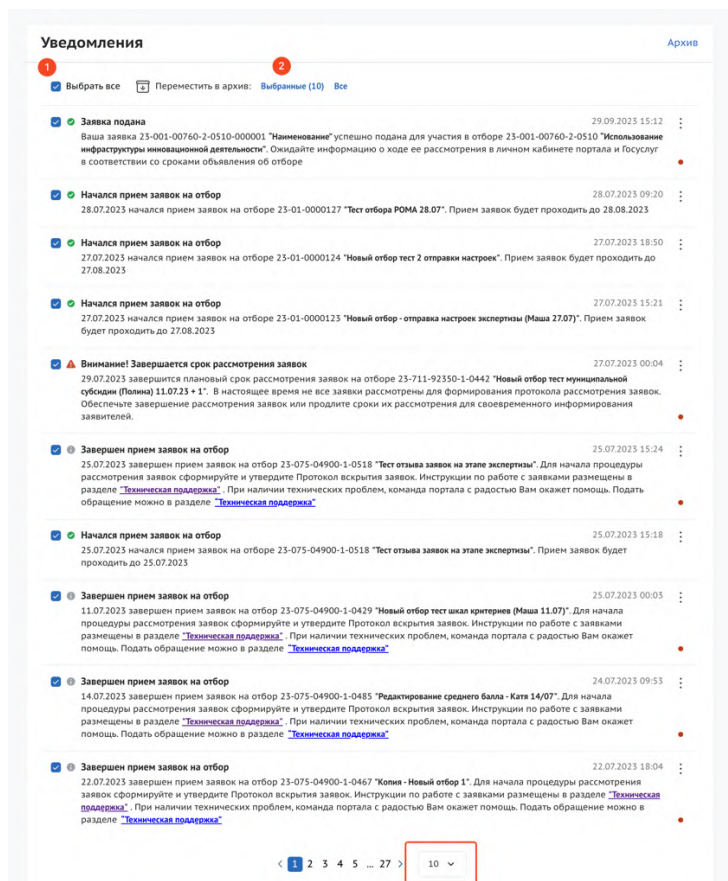 Уведомления
Архив
1
2
Выбрать все
Переместить в архив: Выбранные (10) Все
Заявка подана 29.09.2023 15:12
Ваша заявка 23-001-00760-2-0510-000001 "Наименование" успешно подана для участия в отборе 23-001-00760-2-0510 "Использование
инфраструктуры инновационной деятельности". Ожидайте информацию о ходе ее рассмотрения в личном кабинете портала и Госуслуг
в соответствии со сроками объявления об отборе
Начался прием заявок на отбор 28.07.2023 09:20
28.07.2023 начался прием заявок на отборе 23-01-0000127 "Тест отбора РОМА 28.07". Прием заявок будет проходить до 28.08.2023
Начался прием заявок на отбор 27.07.2023 18:50
27.07.2023 начался прием заявок на отборе 23-01-0000124 "Новый отбор тест 2 отправки настроек". Прием заявок будет проходить до
27.08.2023
Начался прием заявок на отбор 27.07.2023 15:21
27.07.2023 начался прием заявок на отборе 23-01-0000123 "Новый отбор - отправка настроек экспертизы (Маша 27.07)". Прием заявок
будет проходить до 27.08.2023
Внимание! Завершается срок рассмотрения заявок 27.07.2023 00:04
29.07.2023 завершится плановый срок рассмотрения заявок на отборе 23-711-92350-1-0442 "Новый отбор тест муниципальной
субсидии (Полина) 11.07.23 + 1". В настоящее время не все заявки рассмотрены для формирования протокола рассмотрения заявок.
Обеспечьте завершение рассмотрения заявок или продлите сроки их рассмотрения для своевременного информирования
заявителей.
Завершен прием заявок на отбор 25.07.2023 15:24
25.07.2023 завершен прием заявок на отбор 23-075-04900-1-0518 "Тест отзыва заявок на этапе экспертизы". Для начала процедуры
рассмотрения заявок сформируйте и утвердите Протокол вскрытия заявок. Инструкции по работе с заявками размещены в
разделе "Техническая поддержка" . При наличии технических проблем, команда портала с радостью Вам окажет помощь. Подать
обращение можно в разделе "Техническая поддержка"
Начался прием заявок на отбор 25.07.2023 15:18
25.07.2023 начался прием заявок на отборе 23-075-04900-1-0518 "Тест отзыва заявок на этапе экспертизы". Прием заявок будет
проходить до 25.07.2023
Завершен прием заявок на отбор 25.07.2023 00:03
11.07.2023 завершен прием заявок на отбор 23-075-04900-1-0429 "Новый отбор тест шкал критериев (Маша 11.07)". Для начала
процедуры рассмотрения заявок сформируйте и утвердите Протокол вскрытия заявок. Инструкции по работе с заявками
размещены в разделе "Техническая поддержка" . При наличии технических проблем, команда портала с радостью Вам окажет
помощь. Подать обращение можно в разделе "Техническая поддержка"
Завершен прием заявок на отбор 24.07.2023 09:53
14.07.2023 завершен прием заявок на отбор 23-075-04900-1-0485 "Редактирование среднего балла - Катя 14/07". Для начала
процедуры рассмотрения заявок сформируйте и утвердите Протокол вскрытия заявок. Инструкции по работе с заявками
размещены в разделе "Техническая поддержка" . При наличии технических проблем, команда портала с радостью Вам окажет
помощь. Подать обращение можно в разделе "Техническая поддержка"
Завершен прием заявок на отбор 22.07.2023 18:04
22.07.2023 завершен прием заявок на отбор 23-075-04900-1-0467 "Копия - Новый отбор 1". Для начала процедуры рассмотрения
заявок сформируйте и утвердите Протокол вскрытия заявок. Инструкции по работе с заявками размещены в разделе "Техническая
поддержка" . При наличии технических проблем, команда портала с радостью Вам окажет помощь. Подать обращение можно в
разделе "Техническая поддержка"
< 1 2 3 4 5 ... 27 > 10